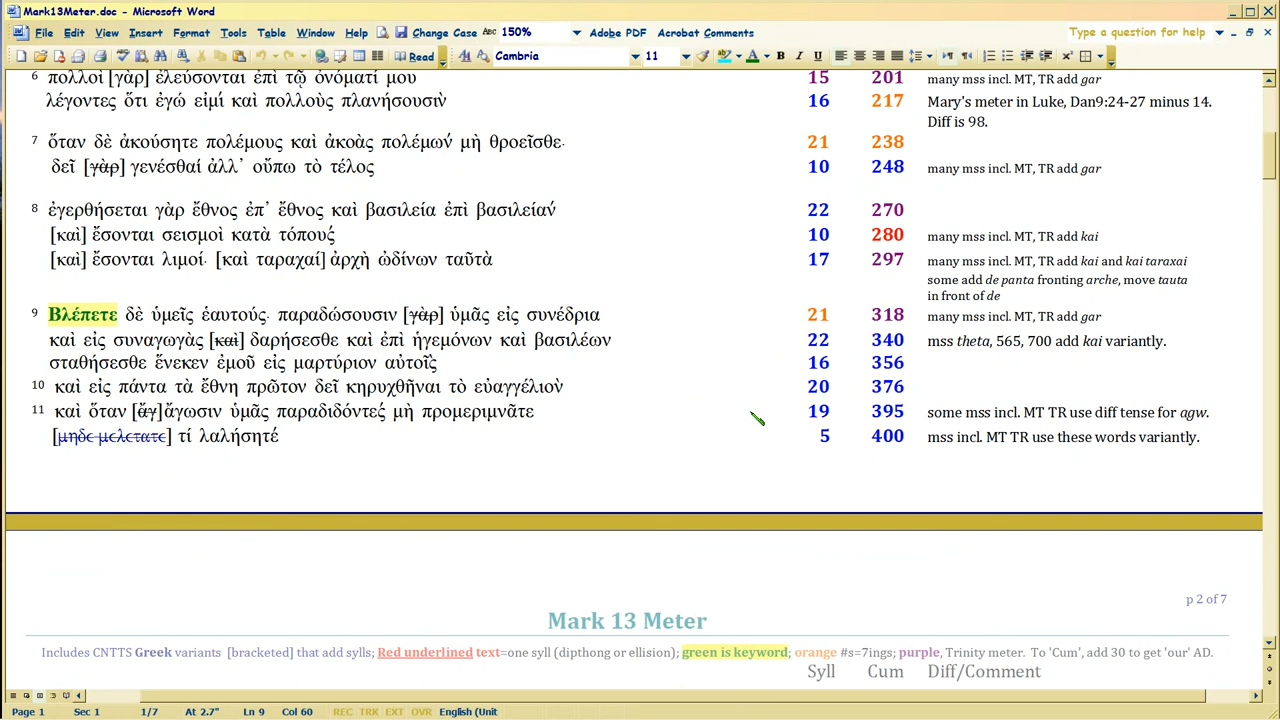 Mark13Meter.doc - Microsoft Word
File Edit View Insert Format Tools Table Window Help Change Case 150% Adobe PDF Acrobat Comments Type a question for help
Read Cambria 11 B I U
6 πολλοὶ [γὰρ] ἐλεύσονται ἐπὶ τῷ ὀνόματί μου 15 201 many mss incl. MT, TR add gar
λέγοντες ὅτι ἐγώ εἰμί καὶ πολλοὺς πλανήσουσιν 16 217 Mary's meter in Luke, Dan9:24-27 minus 14.
Diff is 98.
7 ὅταν δὲ ἀκούσητε πολέμους καὶ ἀκοὰς πολέμων μὴ θροεῖσθε· 21 238
δεῖ [γὰρ] γενέσθαί ἀλλ’ οὔπω τὸ τέλος 10 248 many mss incl. MT, TR add gar
8 ἐγερθήσεται γὰρ ἔθνος ἐπ’ ἔθνος καὶ βασιλεία ἐπὶ βασιλείαν 22 270
[καὶ] ἔσονται σεισμοὶ κατὰ τόπους 10 280 many mss incl. MT, TR add kai
[καὶ] ἔσονται λιμοί· [καὶ ταραχαί] ἀρχὴ ὠδίνων ταῦτὰ 17 297 many mss incl. MT, TR add kai and kai taraxai
some add de panta fronting arche, move tauta
in front of de
9 Βλέπετε δὲ ὑμεῖς ἑαυτούς· παραδώσουσιν [γὰρ] ὑμᾶς εἰς συνέδρια 21 318 many mss incl. MT, TR add gar
καὶ εἰς συναγωγὰς [καὶ] δαρήσεσθε καὶ ἐπὶ ἡγεμόνων καὶ βασιλέων 22 340 mss theta, 565, 700 add kai variantly.
σταθήσεσθε ἕνεκεν ἐμοῦ εἰς μαρτύριον αὐτοῖς 16 356
10 καὶ εἰς πάντα τὰ ἔθνη πρῶτον δεῖ κηρυχθῆναι τὸ εὐαγγέλιον 20 376
11 καὶ ὅταν [ἄγ]ἄγωσιν ὑμᾶς παραδιδόντες μὴ προμεριμνᾶτε 19 395 some mss incl. MT TR use diff tense for agw.
[μηδε μελετατε] τί λαλήσητέ 5 400 mss incl. MT TR use these words variantly.
p 2 of 7
Mark 13 Meter
Includes CNTTS Greek variants [bracketed] that add sylls; Red underlined text=one syll (dipthong or ellision); green is keyword; orange #s=7ings; purple, Trinity meter. To 'Cum', add 30 to get 'our' AD.
Syll Cum Diff/Comment
Page 1 Sec 1 1/7 At 2.7" Ln 9 Col 60 REC TRK EXT OVR English (Unit